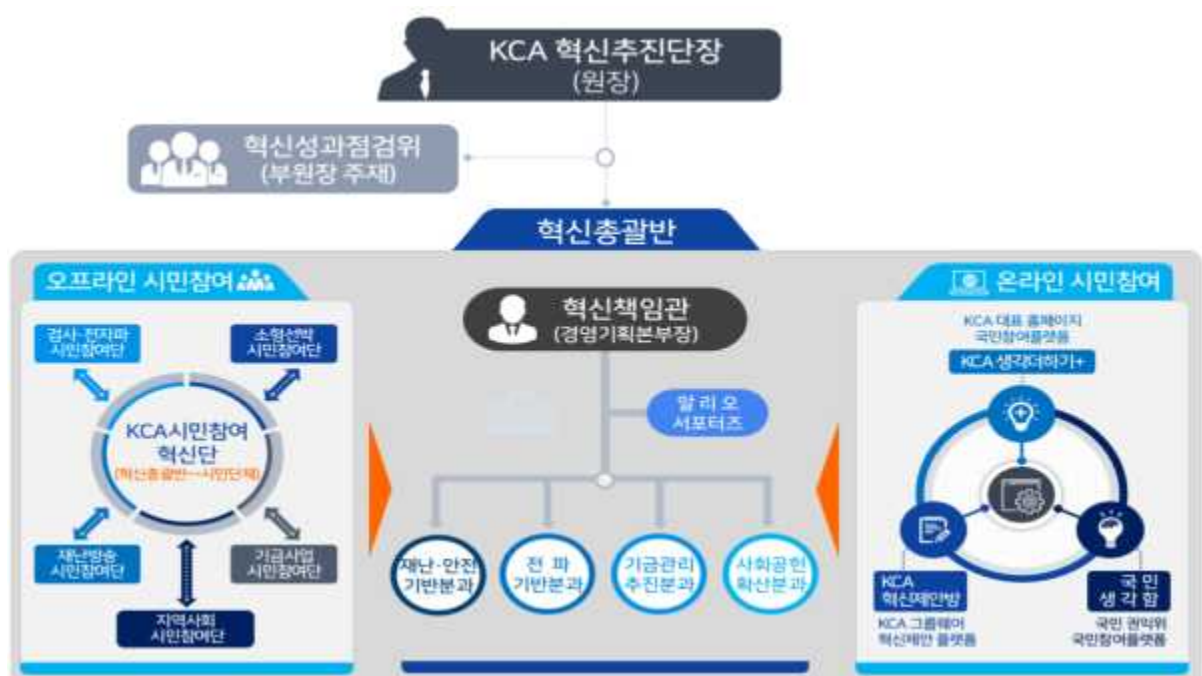 KCA 혁신추진단장
(원장)
혁신성과점검위
(부원장 주재)
혁신총괄반
오프라인 시민참여
검사·전자파
시민참여단
소형선박
시민참여단
KCA시민참여
혁신단
(혁신총괄반↔시민단체)
재난방송
시민참여단
기금사업
시민참여단
지역사회
시민참여단
혁신책임관
(경영기획본부장)
알리오
서포터즈
재난·안전
기반분과
전 파
기반분과
기금관리
추진분과
사회공헌
확산분과
온라인 시민참여
KCA 대표 홈페이지
국민참여플랫폼
KCA 생각더하기+
KCA
혁신제안방
KCA 그룹웨어
혁신제안 플랫폼
국 민
생 각 함
국민 권익위
국민참여플랫폼